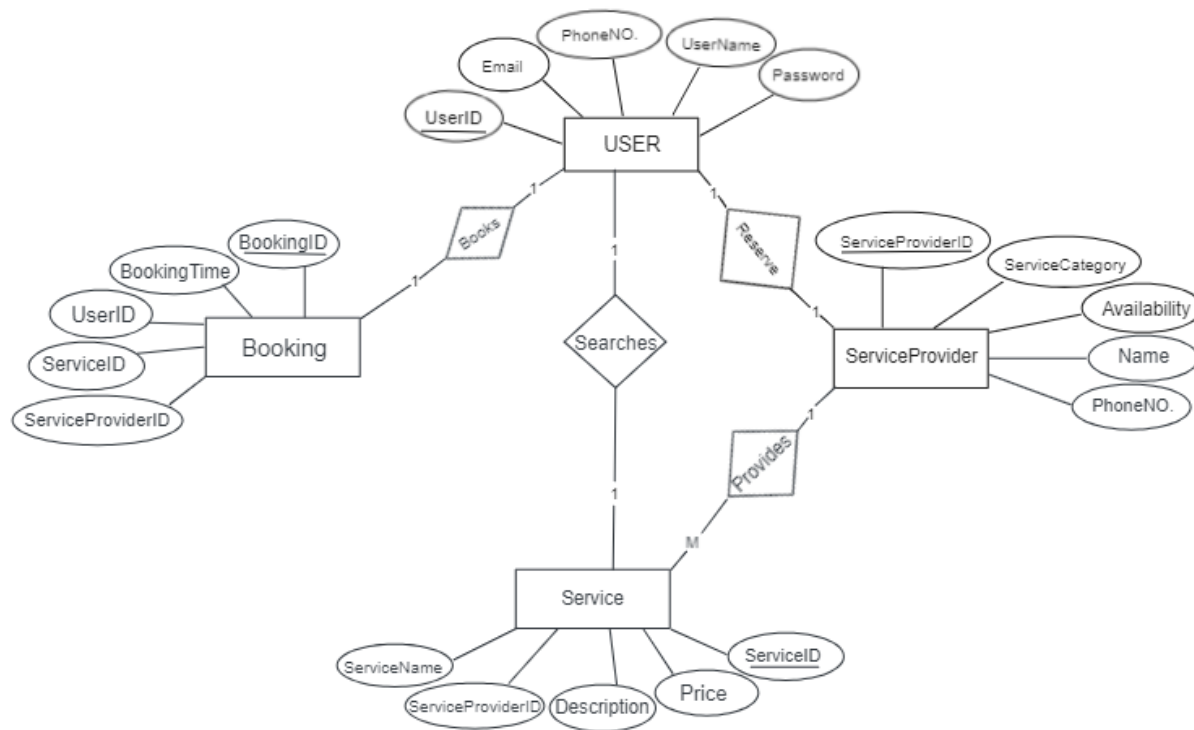 PhoneNO.
UserName
Email
Password
UserID
USER
1
1
1
Books
Reserve
BookingID
ServiceProviderID
BookingTime
ServiceCategory
UserID
Availability
1
1
Booking
Searches
ServiceProvider
Name
ServiceID
PhoneNO.
ServiceProviderID
1
Provides
1
M
Service
ServiceName
ServiceID
ServiceProviderID
Description
Price